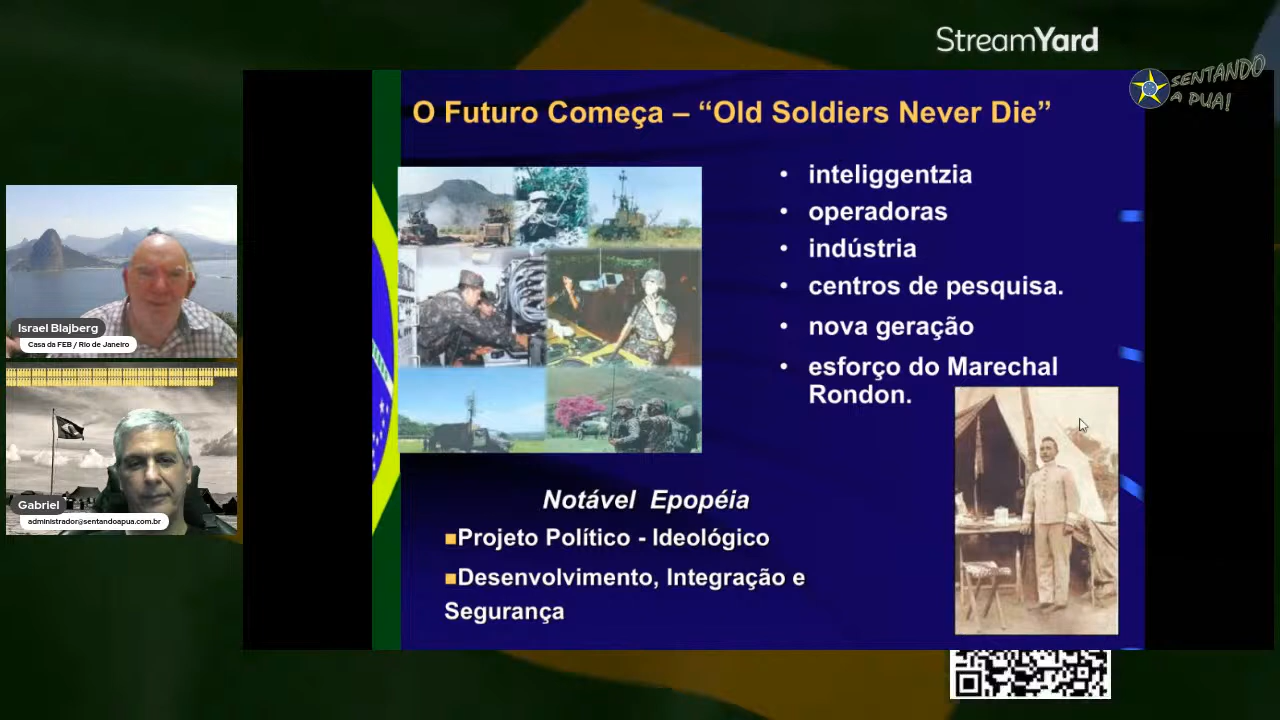 StreamYard
SENTANDO
A PUA!
O Futuro Começa – “Old Soldiers Never Die”
• inteliggentzia
• operadoras
• indústria
• centros de pesquisa.
• nova geração
• esforço do Marechal
Rondon.
Israel Blajberg
Casa da FEB / Rio de Janeiro
Gabriel
administrador@sentandoapua.com.br
Notável Epopéia
Projeto Político - Ideológico
Desenvolvimento, Integração e
Segurança